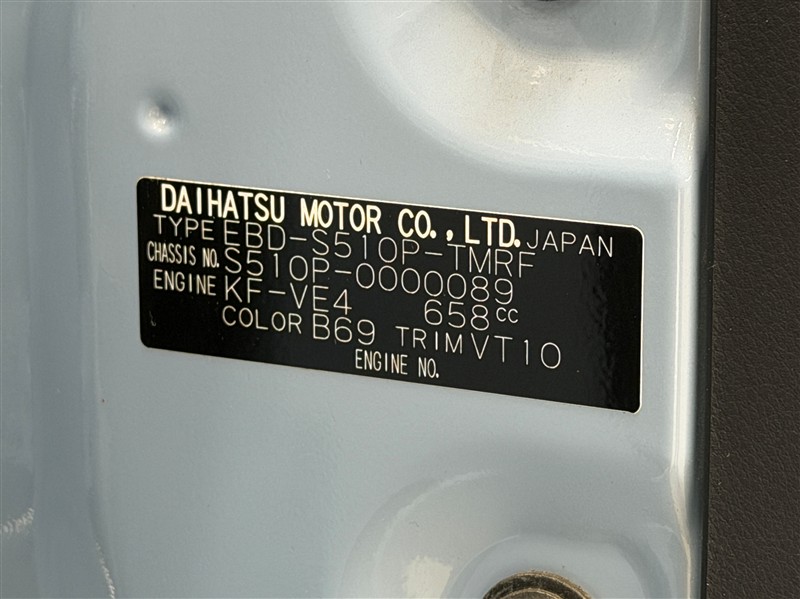 DAIHATSU MOTOR CO., LTD. JAPAN
TYPE EBD-S510P-TMRF
CHASSIS NO. S510P-0000089
ENGINE KF-VE4 658cc
COLOR B69 TRIM VT10
ENGINE NO.